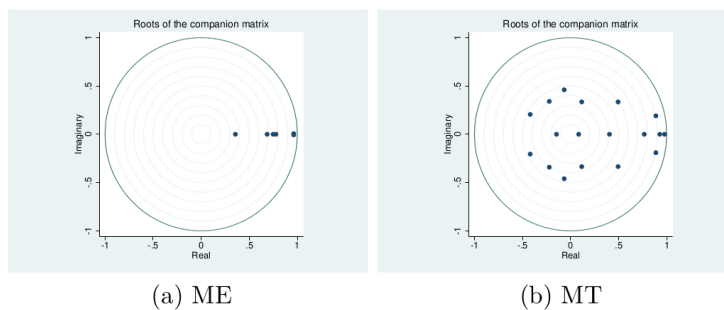 Roots of the companion matrix
1
.5
0
-.5
-1
Imaginary
-1 -.5 0 .5 1
Real
(a) ME
Roots of the companion matrix
1
.5
0
-.5
-1
Imaginary
-1 -.5 0 .5 1
Real
(b) MT